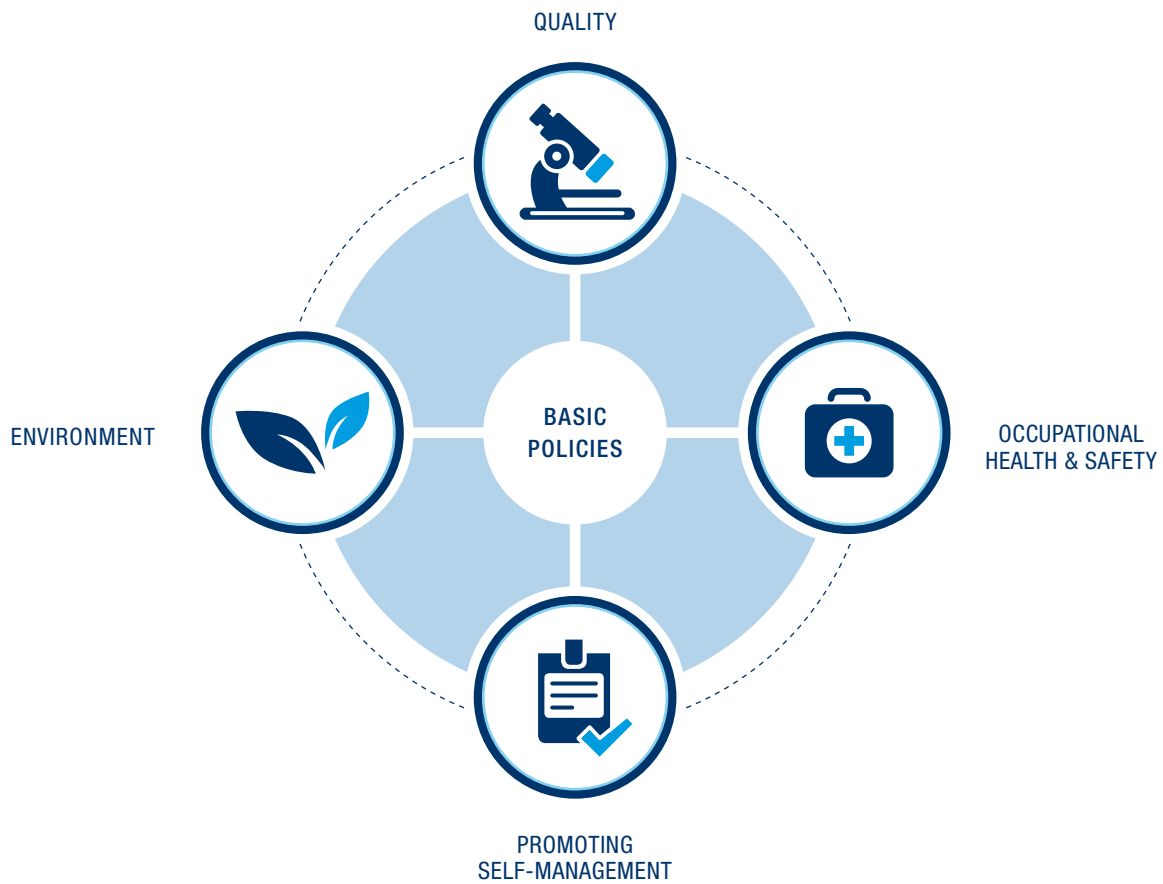 QUALITY
ENVIRONMENT
BASIC
POLICIES
OCCUPATIONAL
HEALTH & SAFETY
PROMOTING
SELF-MANAGEMENT